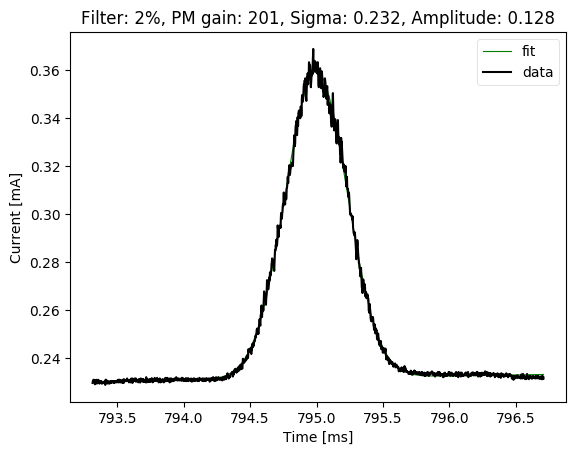 Filter: 2%, PM gain: 201, Sigma: 0.232, Amplitude: 0.128
fit
data
0.36
0.34
0.32
0.30
0.28
0.26
0.24
Current [mA]
793.5 794.0 794.5 795.0 795.5 796.0 796.5
Time [ms]